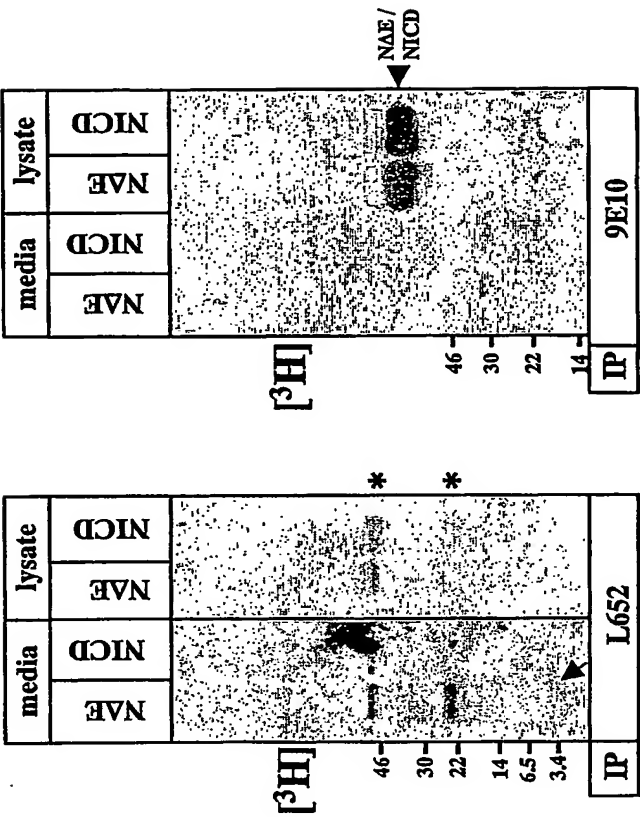 media lysate
NΔE NICD NΔE NICD
NΔE /
NICD
[³H]
46
30
22
14
IP 9E10
media lysate
NΔE NICD NΔE NICD
[³H]
*
*
46
30
22
14
6.5
3.4
IP L652